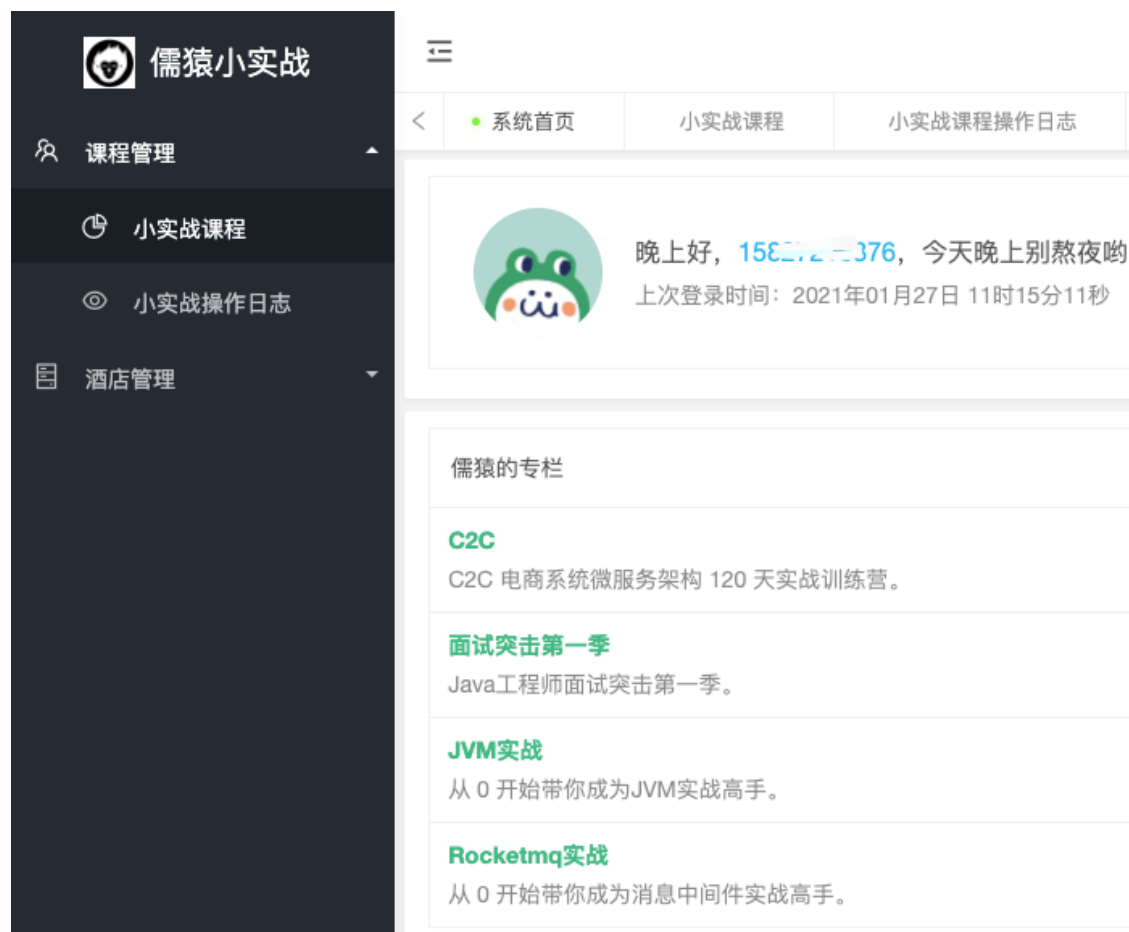 儒猿小实战
课程管理
小实战课程
小实战操作日志
酒店管理
系统首页
小实战课程
小实战课程操作日志
晚上好，，今天晚上别熬夜哟
上次登录时间：2021年01月27日 11时15分11秒
儒猿的专栏
C2C
C2C 电商系统微服务架构 120 天实战训练营。
面试突击第一季
Java工程师面试突击第一季。
JVM实战
从 0 开始带你成为JVM实战高手。
Rocketmq实战
从 0 开始带你成为消息中间件实战高手。